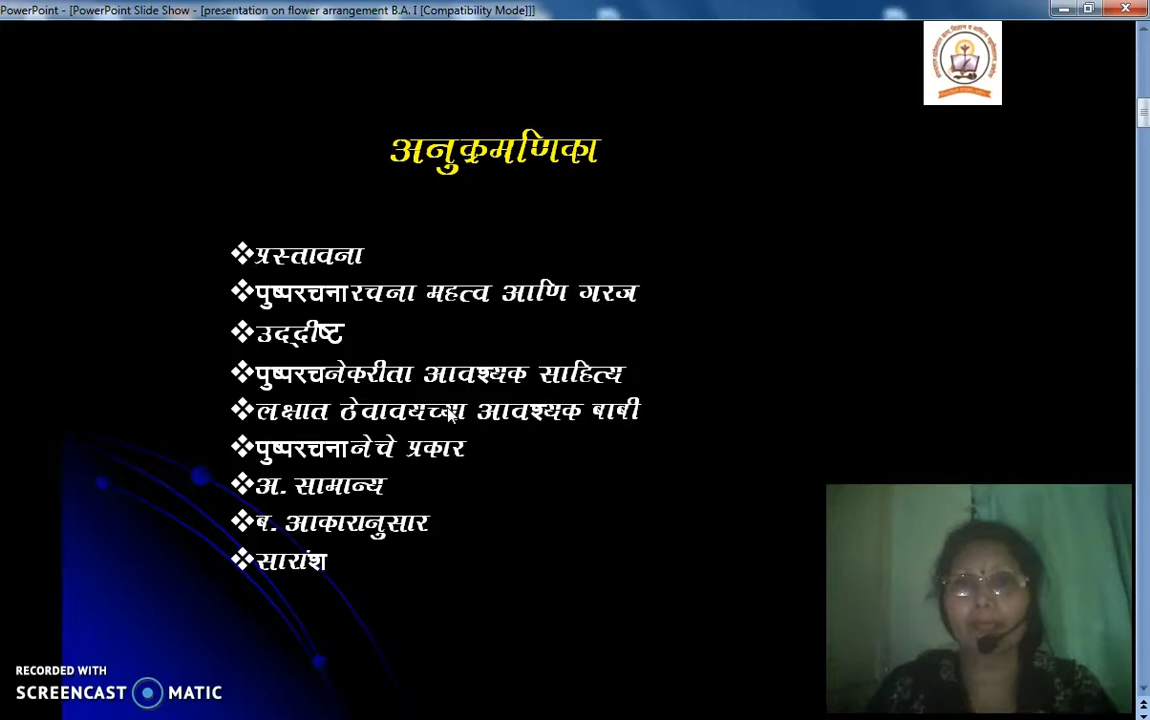 PowerPoint - [PowerPoint Slide Show - [presentation on flower arrangement B.A. I [Compatibility Mode]]]
अनुक्रमणिका
❖प्रस्तावना
❖पुष्परचनारचना महत्व आणि गरज
❖उद्दीष्ट
❖पुष्परचनेकरीता आवश्यक साहित्य
❖लक्षात ठेवावयच्या आवश्यक बाबी
❖पुष्परचनानेचे प्रकार
❖अ. सामान्य
❖ब. आकारानुसार
❖सारांश
RECORDED WITH
SCREENCAST MATIC